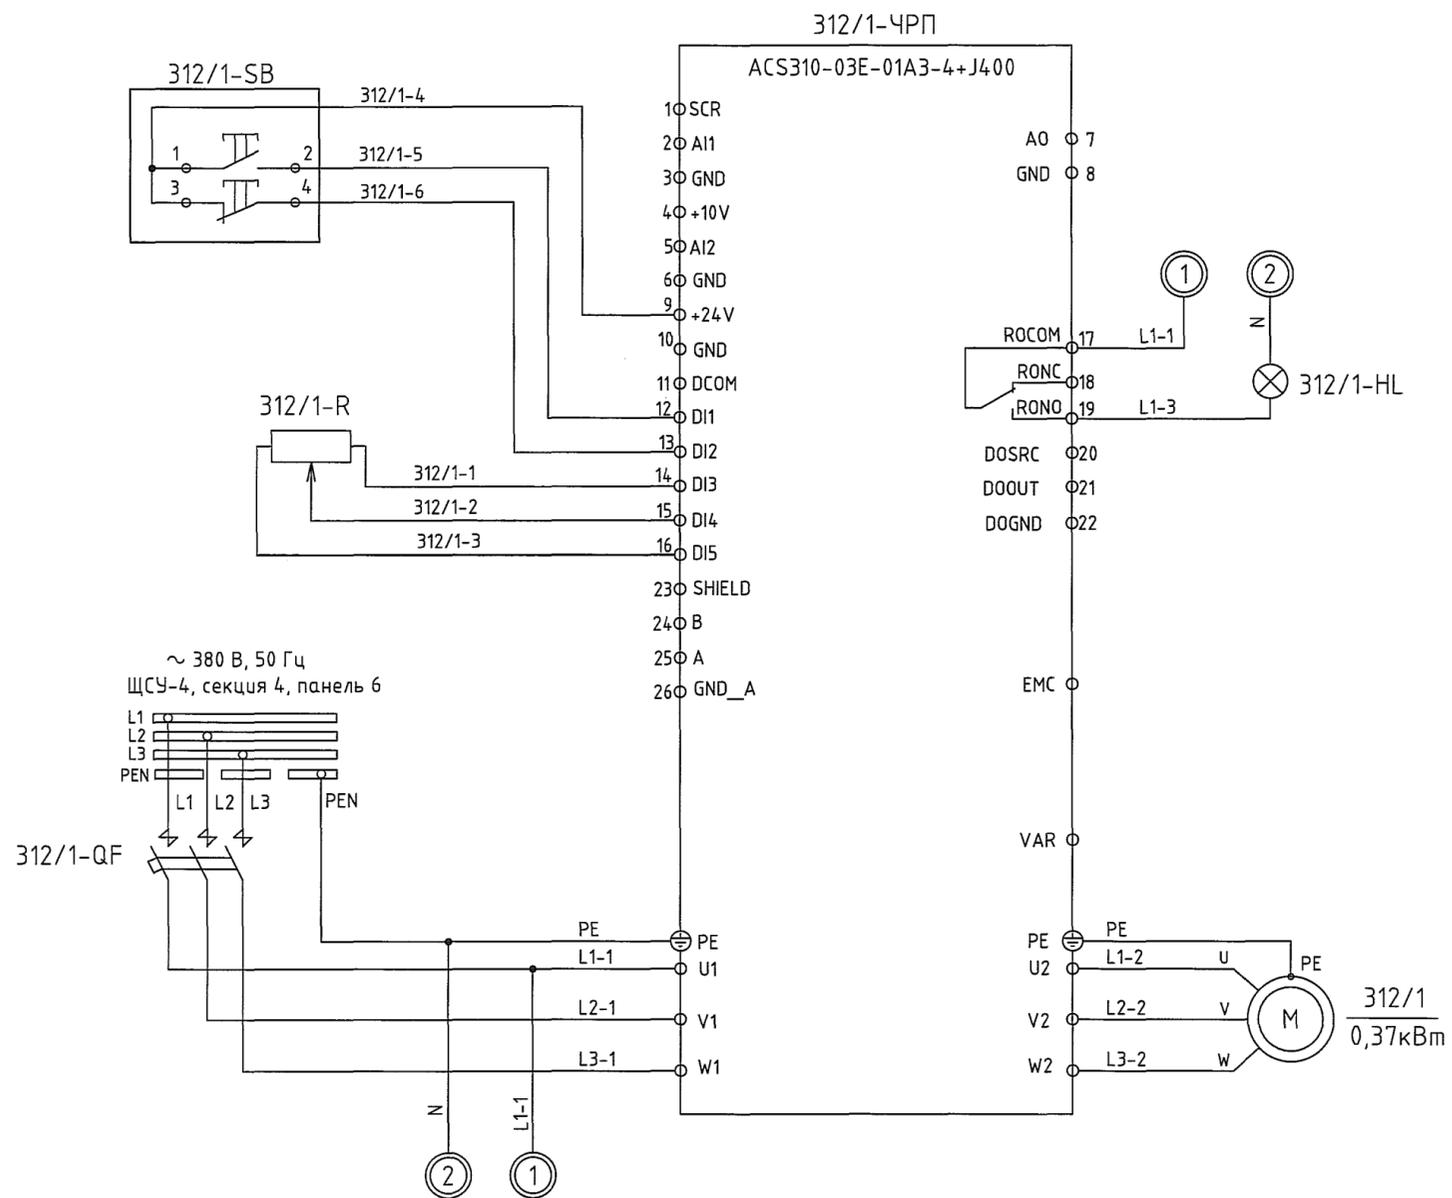 312/1-ЧРП
ACS310-03E-01A3-4+J400
312/1-SB
312/1-4
1 2
312/1-5
3 4
312/1-6
1 SCR
2 AI1
3 GND
4 +10V
5 AI2
6 GND
9 +24V
10 GND
11 DCOM
12 DI1
13 DI2
14 DI3
15 DI4
16 DI5
23 SHIELD
24 B
25 A
26 GND_A
AO 7
GND 8
1
2
N
ROCOM 17 L1-1
RONC 18
RONO 19 L1-3
312/1-HL
DOSRC 20
DOOUT 21
DOGND 22
EMC
VAR
312/1-R
312/1-1
312/1-2
312/1-3
~ 380 В, 50 Гц
ЩСУ-4, секция 4, панель 6
L1
L2
L3
PEN
L1 L2 L3 PEN
312/1-QF
PE PE
L1-1 U1
L2-1 V1
L3-1 W1
PE PE
PE
U2 L1-2 U
V2 L2-2 V
W2 L3-2 W
M
312/1
0,37кВт
N
L1-1
2
1